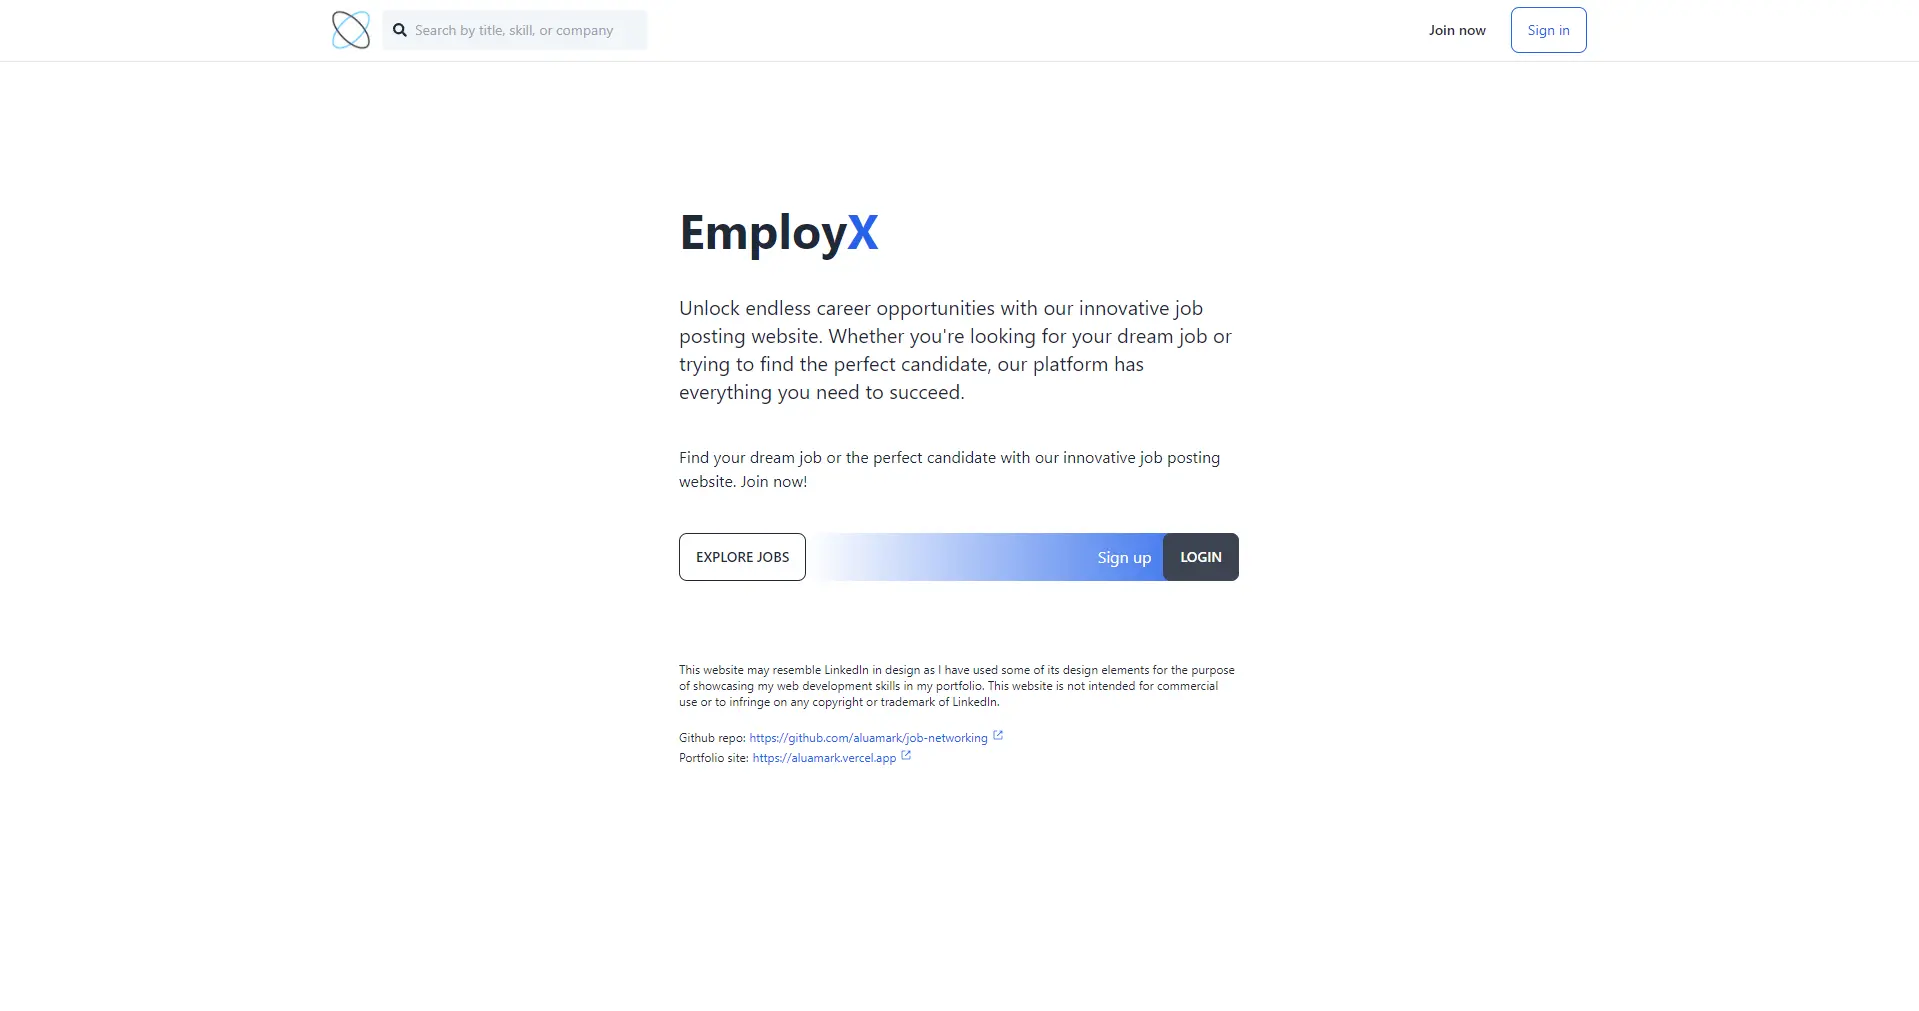 Search by title, skill, or company
Join now
Sign in
EmployX
Unlock endless career opportunities with our innovative job
posting website. Whether you're looking for your dream job or
trying to find the perfect candidate, our platform has
everything you need to succeed.
Find your dream job or the perfect candidate with our innovative job posting
website. Join now!
EXPLORE JOBS
Sign up
LOGIN
This website may resemble LinkedIn in design as I have used some of its design elements for the purpose
of showcasing my web development skills in my portfolio. This website is not intended for commercial
use or to infringe on any copyright or trademark of LinkedIn.
Github repo: https://github.com/aluamark/job-networking
Portfolio site: https://aluamark.vercel.app